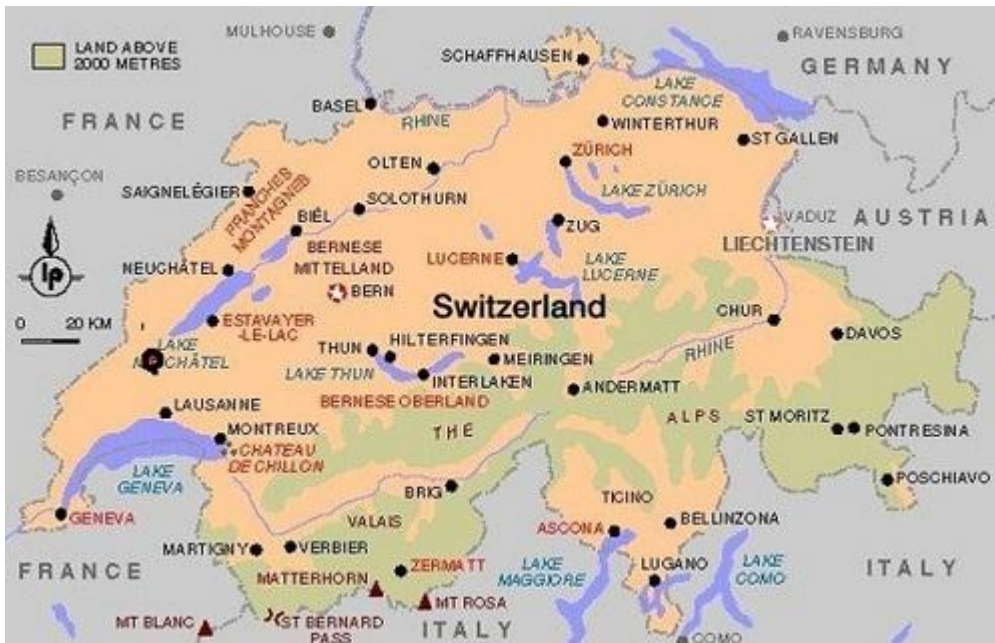 LAND ABOVE
2000 METRES
MULHOUSE
SCHAFFHAUSEN
RAVENSBURG
GERMANY
FRANCE
BASEL
RHINE
LAKE
CONSTANCE
WINTERTHUR
ST GALLEN
BESANÇON
OLTEN
ZÜRICH
SAIGNELÉGIER
FRANCHES
MONTAGNES
SOLOTHURN
LAKE ZÜRICH
BIÉL
ZUG
VADUZ
AUSTRIA
LIECHTENSTEIN
BERNESE
MITTELLAND
NEUCHÂTEL
LUCERNE
LAKE
LUCERNE
lp
BERN
Switzerland
0 20 KM
ESTAVAYER
-LE-LAC
CHUR
DAVOS
LAKE
THUN
HILTERFINGEN
MEIRINGEN
RHINE
LAKE THUN
INTERLAKEN
ANDERMATT
BERNESE OBERLAND
LAUSANNE
THE
ALPS
ST MORITZ
PONTRESINA
MONTREUX
CHATEAU
DE CHILLON
LAKE
GENEVA
BRIG
POSCHIAVO
GENEVA
VALAIS
TICINO
ASCONA
BELLINZONA
MARTIGNY
VERBIER
FRANCE
MATTERHORN
ZERMATT
LAKE
MAGGIORE
LUGANO
LAKE
COMO
ITALY
MT ROSA
MT BLANC
ST BERNARD
PASS
ITALY
COMO